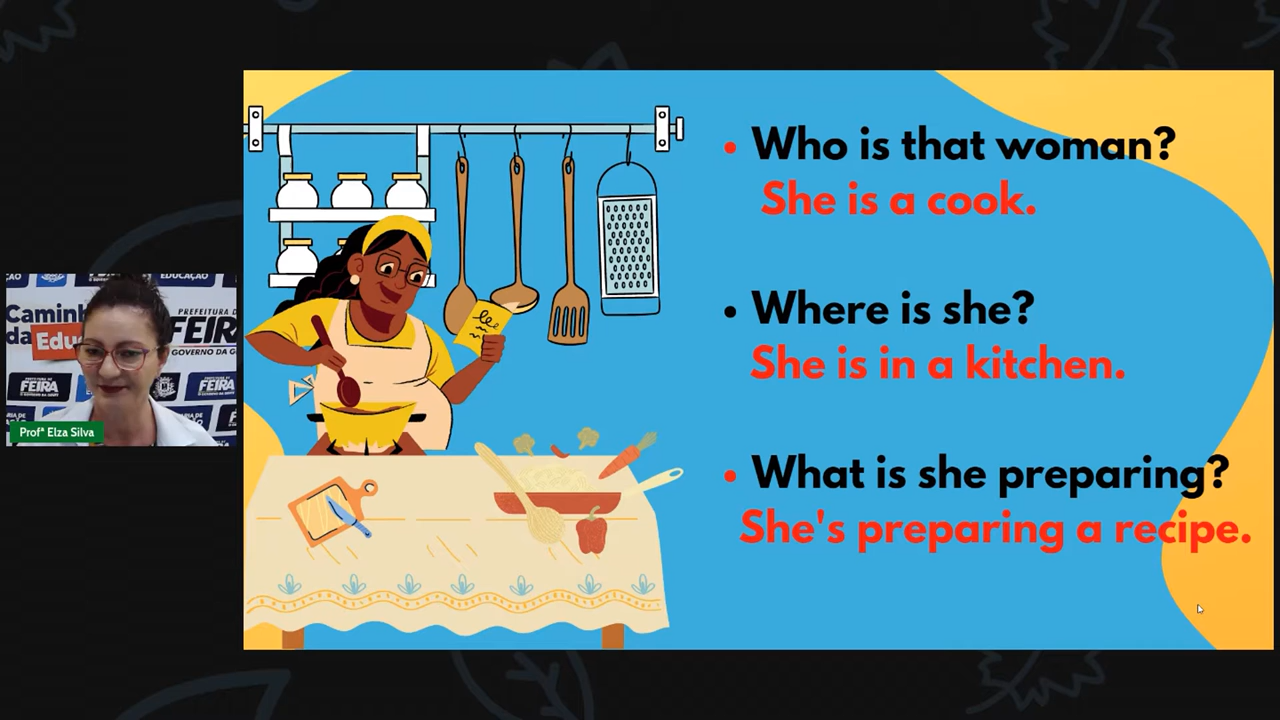 Who is that woman?
She is a cook.
Where is she?
She is in a kitchen.
What is she preparing?
She's preparing a recipe.
EDUCAÇÃO
PREFEITURA D
FEIRA
GOVERNO DA G
FEIRA
FEIRA
Profª Elza Silva